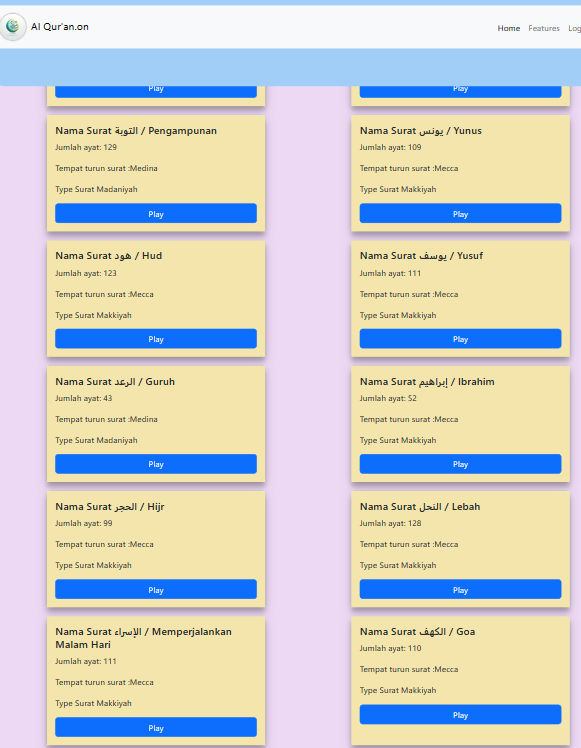 Al Qur'an.on
Home Features Log
Play
Play
Nama Surat التوبة / Pengampunan
Jumlah ayat: 129
Tempat turun surat :Medina
Type Surat Madaniyah
Play
Nama Surat يونس / Yunus
Jumlah ayat: 109
Tempat turun surat :Mecca
Type Surat Makkiyah
Play
Nama Surat هود / Hud
Jumlah ayat: 123
Tempat turun surat :Mecca
Type Surat Makkiyah
Play
Nama Surat يوسف / Yusuf
Jumlah ayat: 111
Tempat turun surat :Mecca
Type Surat Makkiyah
Play
Nama Surat الرعد / Guruh
Jumlah ayat: 43
Tempat turun surat :Medina
Type Surat Madaniyah
Play
Nama Surat إبراهيم / Ibrahim
Jumlah ayat: 52
Tempat turun surat :Mecca
Type Surat Makkiyah
Play
Nama Surat الحجر / Hijr
Jumlah ayat: 99
Tempat turun surat :Mecca
Type Surat Makkiyah
Play
Nama Surat النحل / Lebah
Jumlah ayat: 128
Tempat turun surat :Mecca
Type Surat Makkiyah
Play
Nama Surat الإسراء / Memperjalankan
Malam Hari
Jumlah ayat: 111
Tempat turun surat :Mecca
Type Surat Makkiyah
Play
Nama Surat الكهف / Goa
Jumlah ayat: 110
Tempat turun surat :Mecca
Type Surat Makkiyah
Play